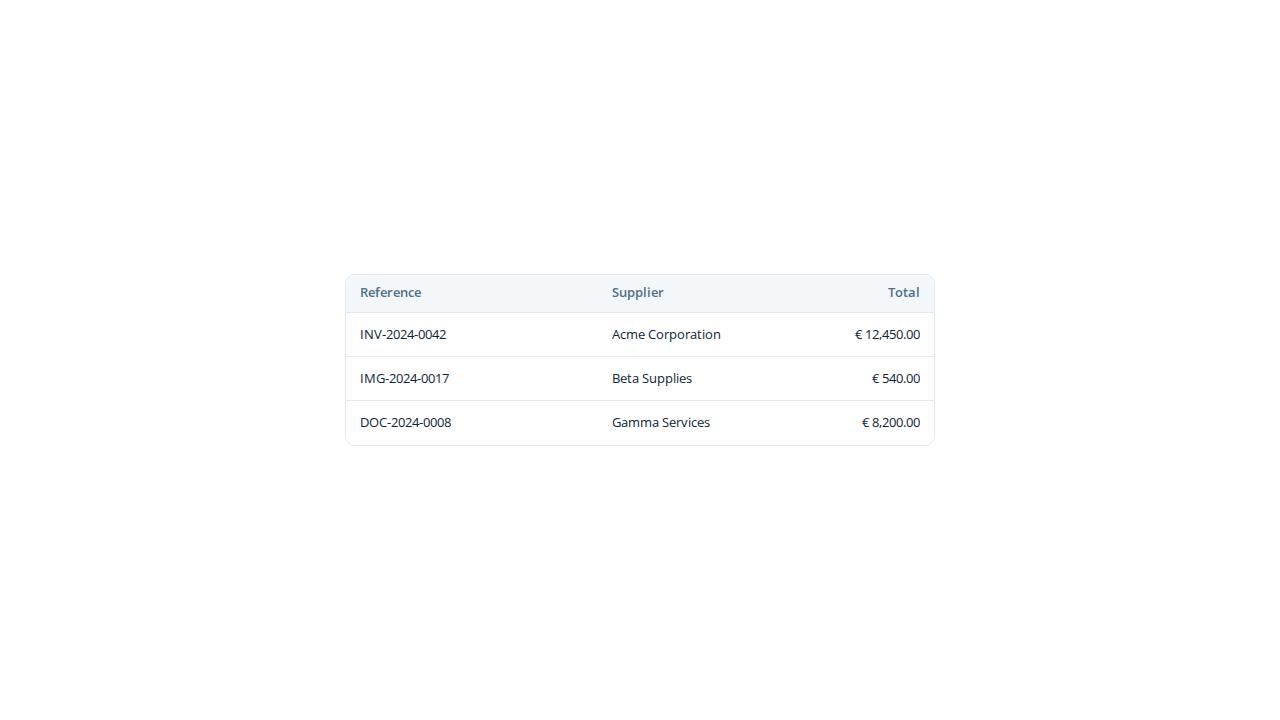 Reference Supplier Total
INV-2024-0042 Acme Corporation € 12,450.00
IMG-2024-0017 Beta Supplies € 540.00
DOC-2024-0008 Gamma Services € 8,200.00